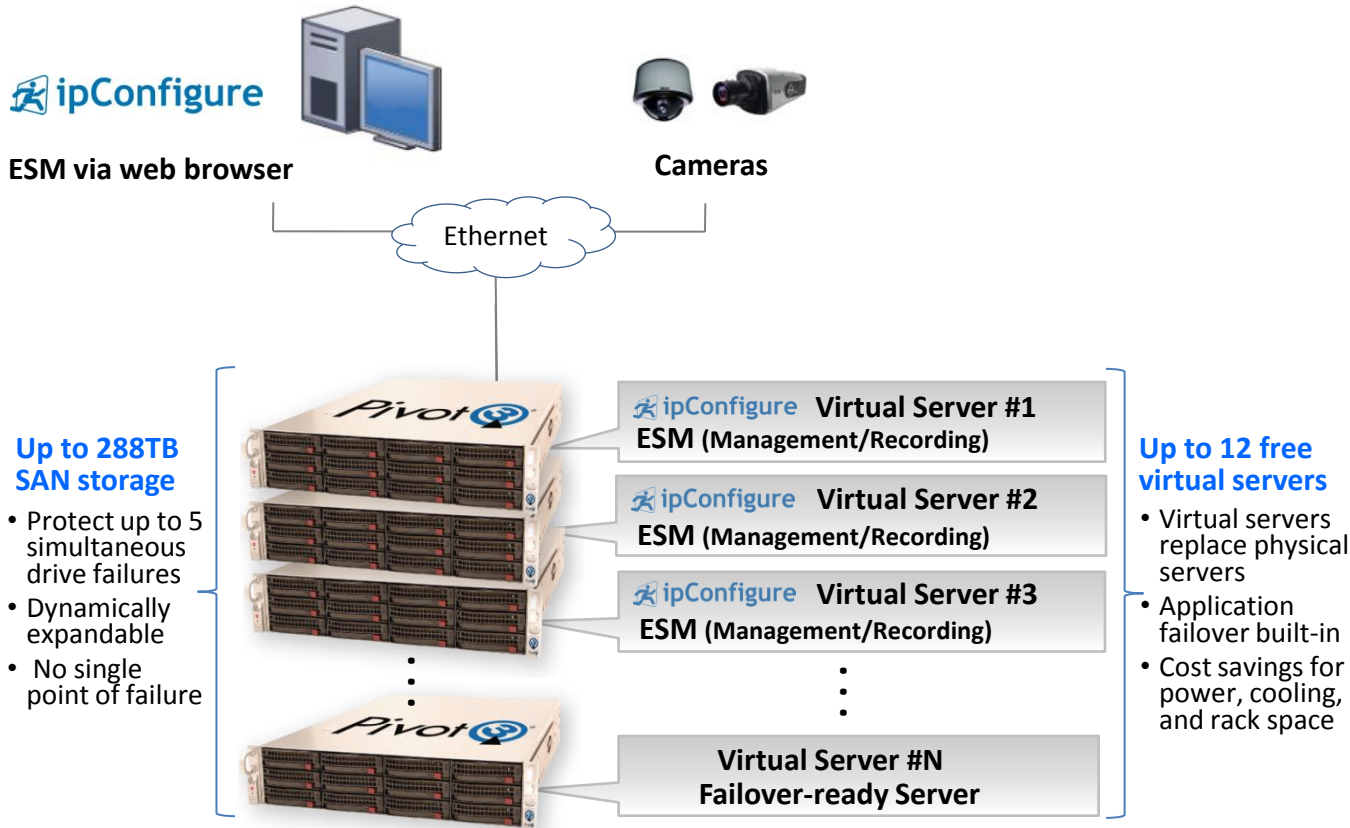 ipConfigure
ESM via web browser
Cameras
Ethernet
Up to 288TB
SAN storage
• Protect up to 5
simultaneous
drive failures
• Dynamically
expandable
• No single
point of failure
Pivot3
ipConfigure Virtual Server #1
ESM (Management/Recording)
ipConfigure Virtual Server #2
ESM (Management/Recording)
ipConfigure Virtual Server #3
ESM (Management/Recording)
Pivot3
Virtual Server #N
Failover-ready Server
Up to 12 free
virtual servers
• Virtual servers
replace physical
servers
• Application
failover built-in
• Cost savings for
power, cooling,
and rack space